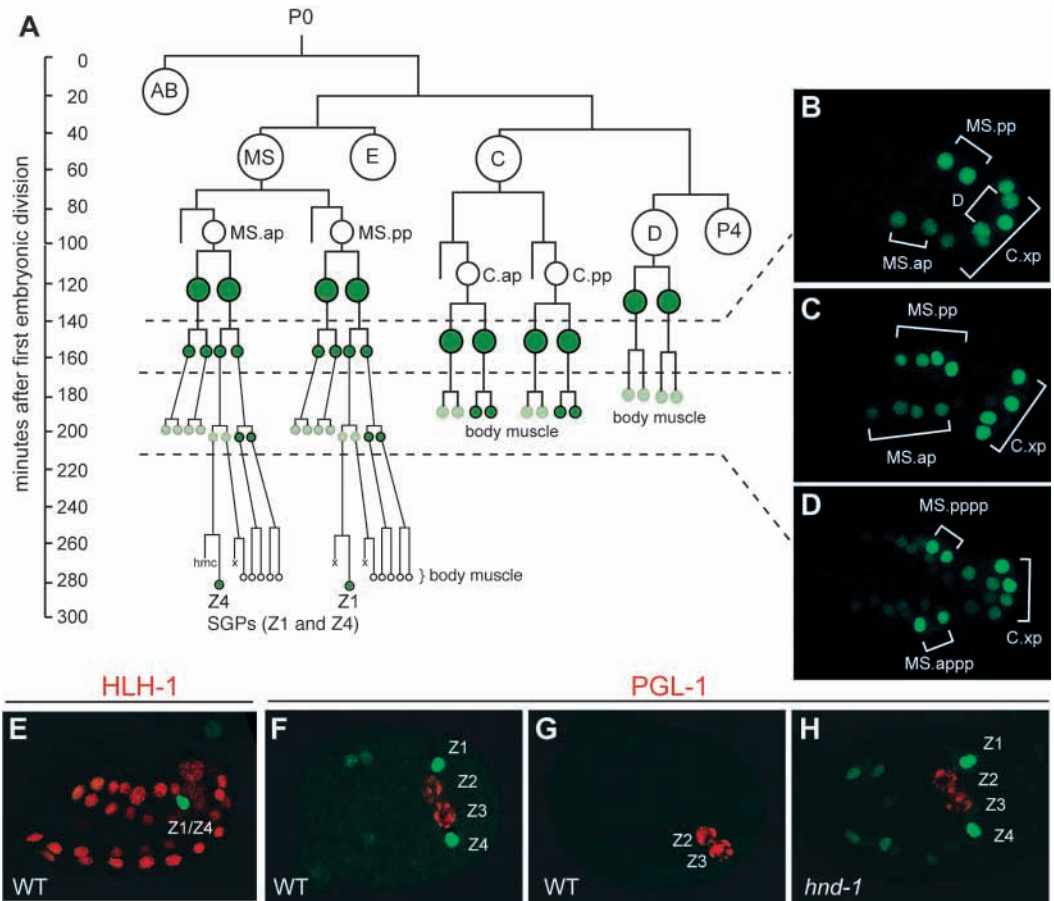 A
P0
minutes after first embryonic division
0
20
40
60
80
100
120
140
160
180
200
220
240
260
280
300
AB
MS
E
C
D
P4
MS.ap
MS.pp
C.ap
C.pp
body muscle
body muscle
hmc
x
x
x
} body muscle
Z4
Z1
SGPs (Z1 and Z4)
B
MS.pp
D
MS.ap
C.xp
C
MS.pp
C.xp
MS.ap
D
MS.pppp
C.xp
MS.appp
HLH-1
PGL-1
E
Z1/Z4
WT
F
Z1
Z2
Z3
Z4
WT
G
Z2
Z3
WT
H
Z1
Z2
Z3
Z4
hnd-1